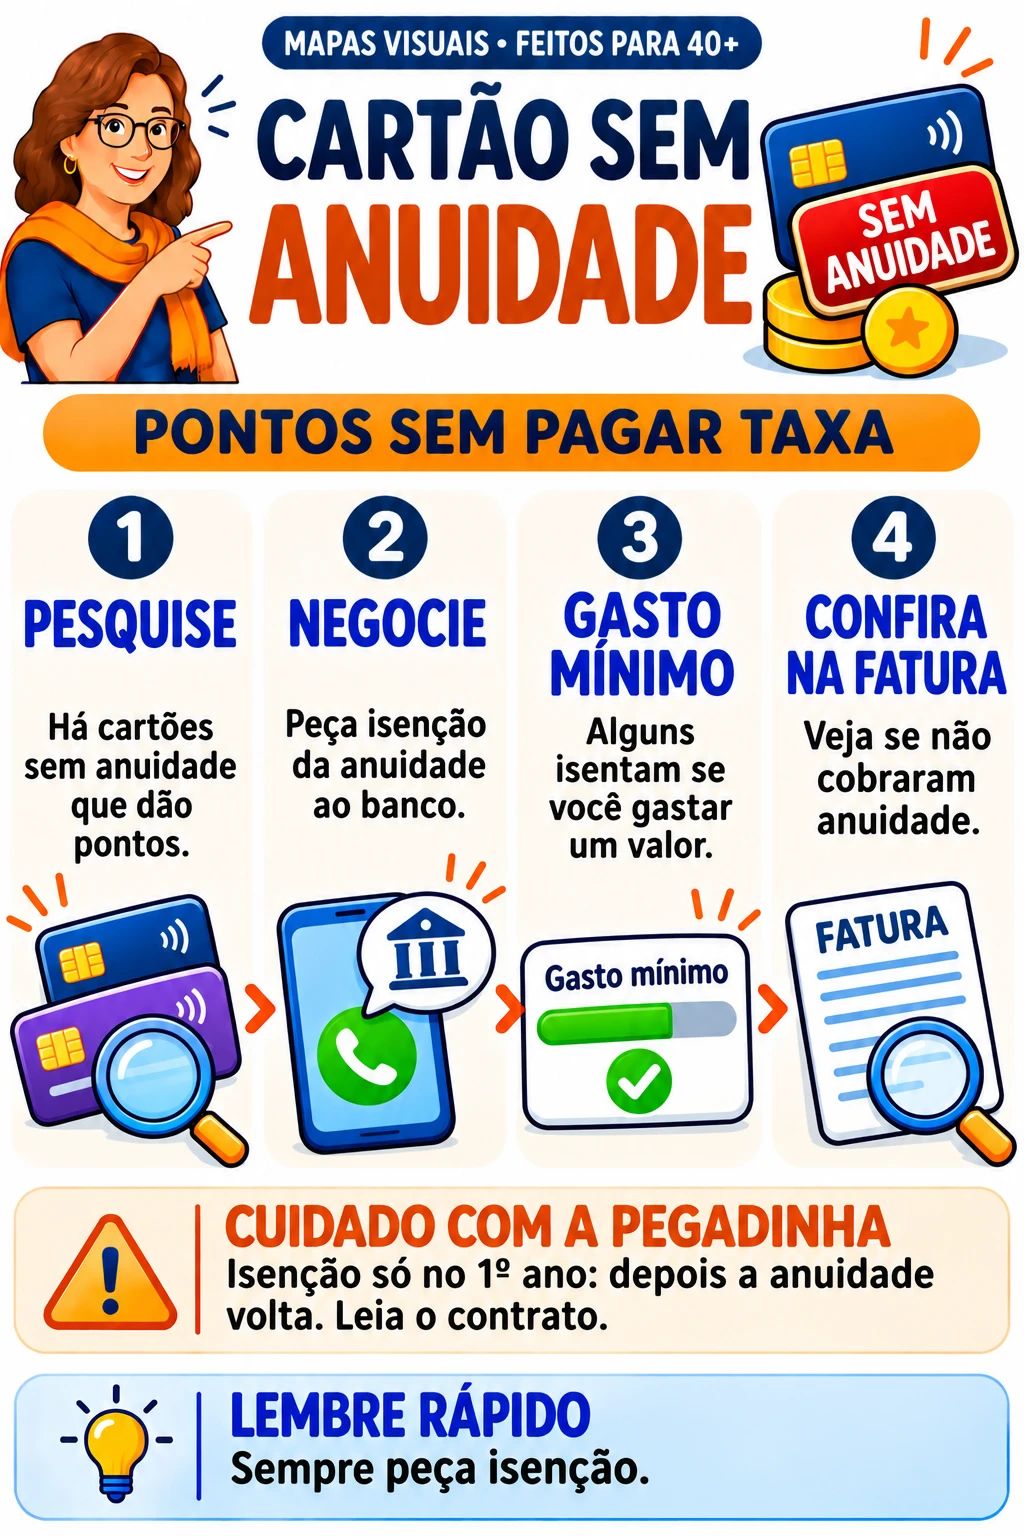 MAPAS VISUAIS • FEITOS PARA 40+
CARTÃO SEM
ANUIDADE
SEM
ANUIDADE
PONTOS SEM PAGAR TAXA
1
PESQUISE
Há cartões
sem anuidade
que dão
pontos.
2
NEGOCIE
Peça isenção
da anuidade
ao banco.
3
GASTO
MÍNIMO
Alguns
isentam se
você gastar
um valor.
Gasto mínimo
4
CONFIRA
NA FATURA
Veja se não
cobraram
anuidade.
FATURA
CUIDADO COM A PEGADINHA
Isenção só no 1º ano: depois a anuidade
volta. Leia o contrato.
LEMBRE RÁPIDO
Sempre peça isenção.